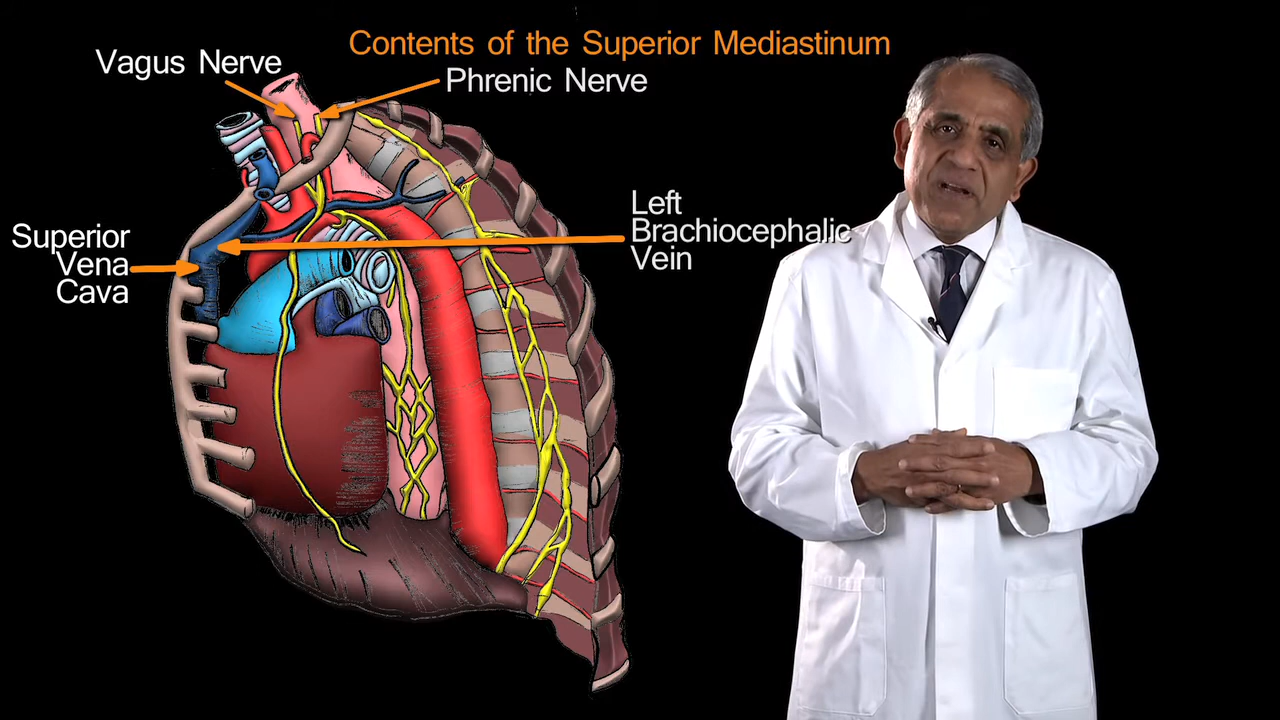 Contents of the Superior Mediastinum
Vagus Nerve
Phrenic Nerve
Left
Brachiocephalic
Vein
Superior
Vena
Cava